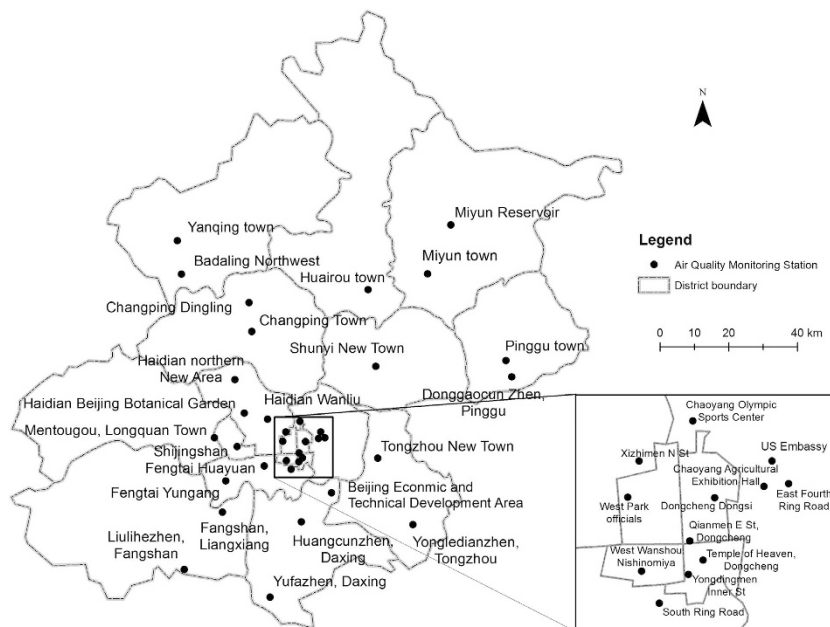 N
Miyun Reservoir
Yanqing town
Legend
Badaling Northwest
Miyun town
Air Quality Monitoring Station
Huairou town
District boundary
Changping Dingling
Changping Town
0 10 20 40 km
Shunyi New Town
Pinggu town
Haidian northern
New Area
Donggaocun Zhen,
Pinggu
Haidian Wanliu
Haidian Beijing Botanical Garden
Mentougou, Longquan Town
Shijingshan
Tongzhou New Town
Fengtai Huayuan
Fengtai Yungang
Beijing Econmic and
Technical Development Area
Fangshan,
Liangxiang
Liulihezhen,
Fangshan
Huangcunzhen,
Daxing
Yongledianzhen,
Tongzhou
Yufazhen, Daxing
Chaoyang Olympic
Sports Center
Xizhimen N St
US Embassy
Chaoyang Agricultural
Exhibition Hall
East Fourth
Ring Road
West Park
officials
Dongcheng Dongsi
Qianmen E St,
Dongcheng
West Wanshou
Nishinomiya
Temple of Heaven,
Dongcheng
Yongdingmen
Inner St
South Ring Road